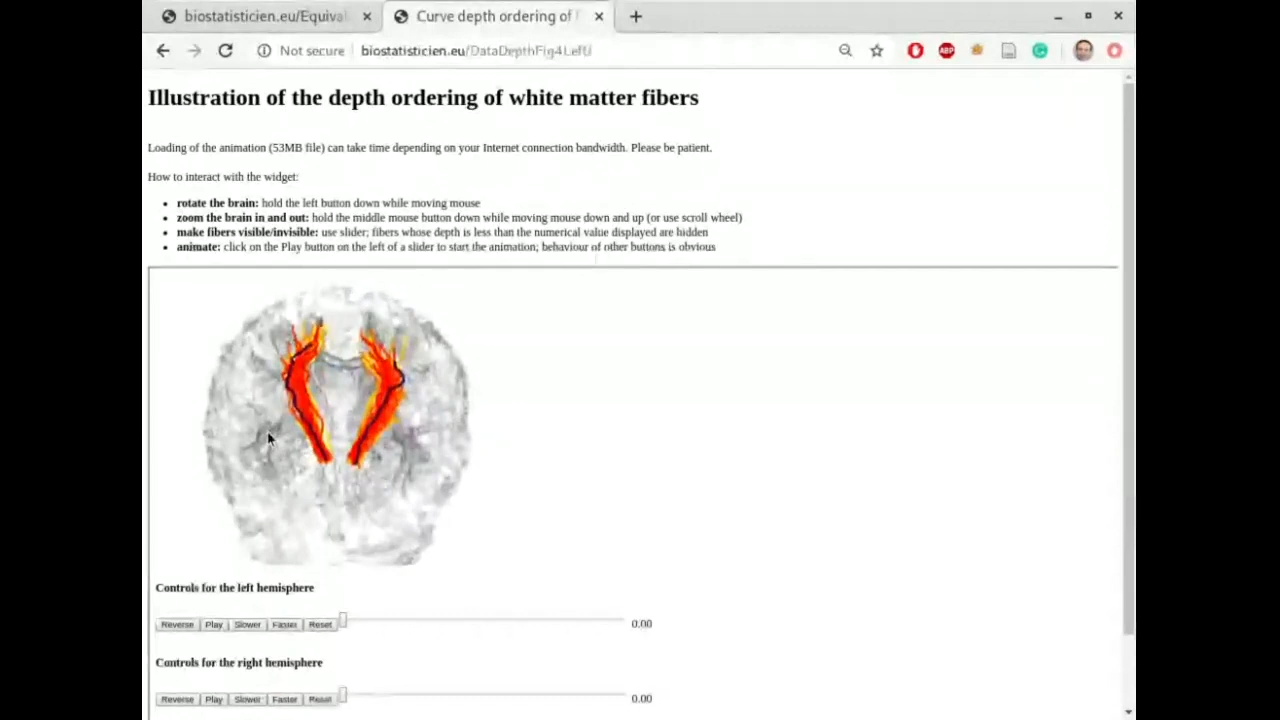 biostatisticien.eu/Equiva
Curve depth ordering of
Not secure
biostatisticien.eu/DataDepthFig4Left/
ABP
Illustration of the depth ordering of white matter fibers
Loading of the animation (53MB file) can take time depending on your Internet connection bandwidth. Please be patient.
How to interact with the widget:
• rotate the brain: hold the left button down while moving mouse
• zoom the brain in and out: hold the middle mouse button down while moving mouse down and up (or use scroll wheel)
• make fibers visible/invisible: use slider; fibers whose depth is less than the numerical value displayed are hidden
• animate: click on the Play button on the left of a slider to start the animation; behaviour of other buttons is obvious
Controls for the left hemisphere
Reverse Play Slower Faster Reset 0.00
Controls for the right hemisphere
Reverse Play Slower Faster Reset 0.00